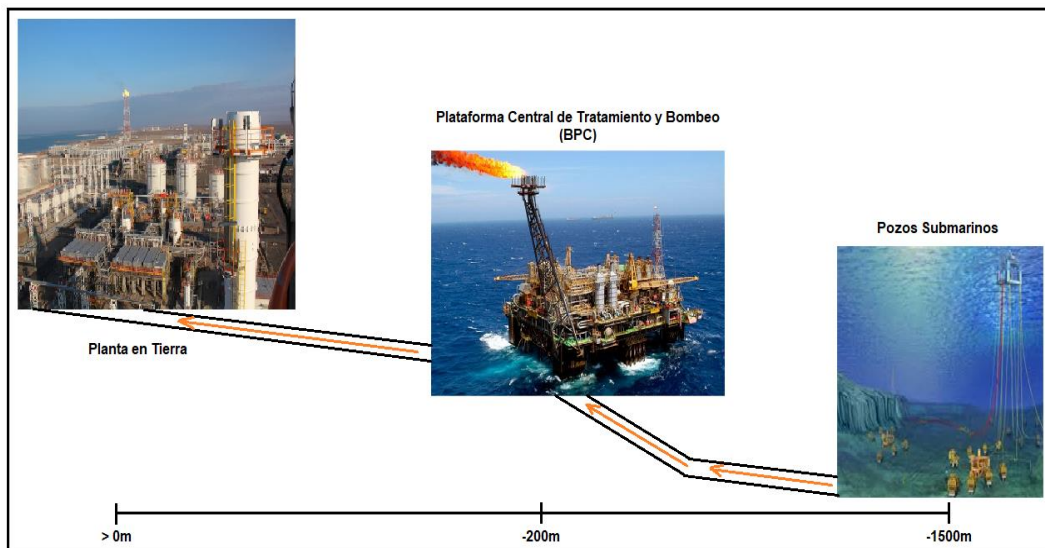 Plataforma Central de Tratamiento y Bombeo
(BPC)
Pozos Submarinos
Planta en Tierra
> 0m
-200m
-1500m